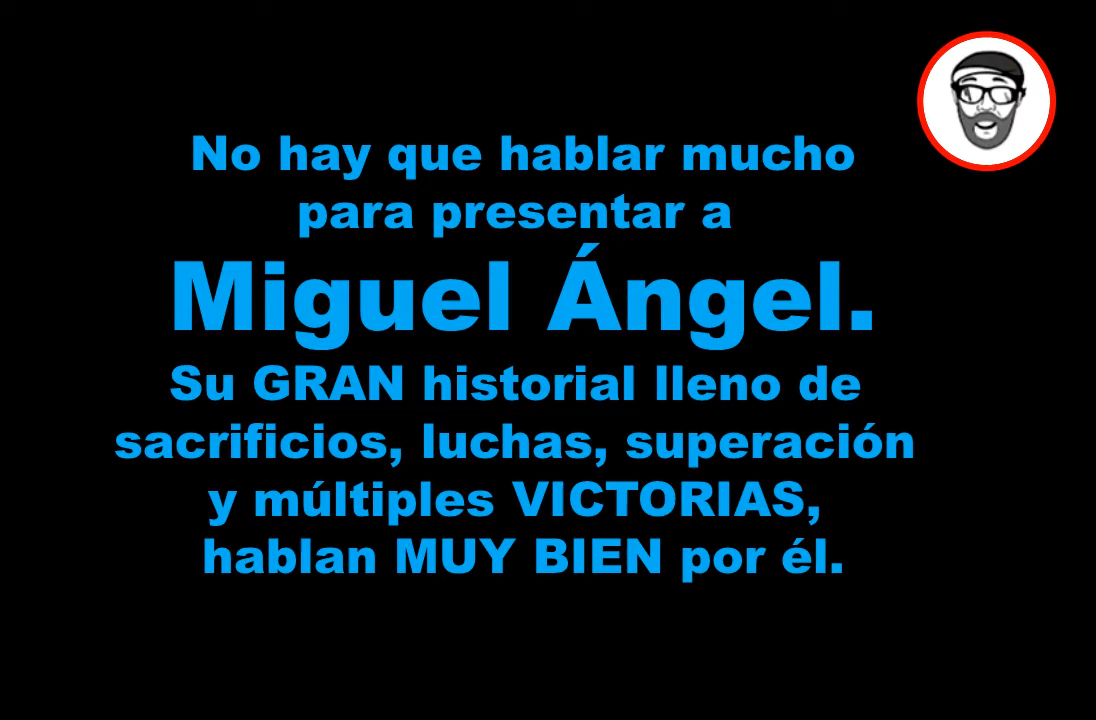 No hay que hablar mucho
para presentar a
Miguel Ángel.
Su GRAN historial lleno de
sacrificios, luchas, superación
y múltiples VICTORIAS,
hablan MUY BIEN por él.